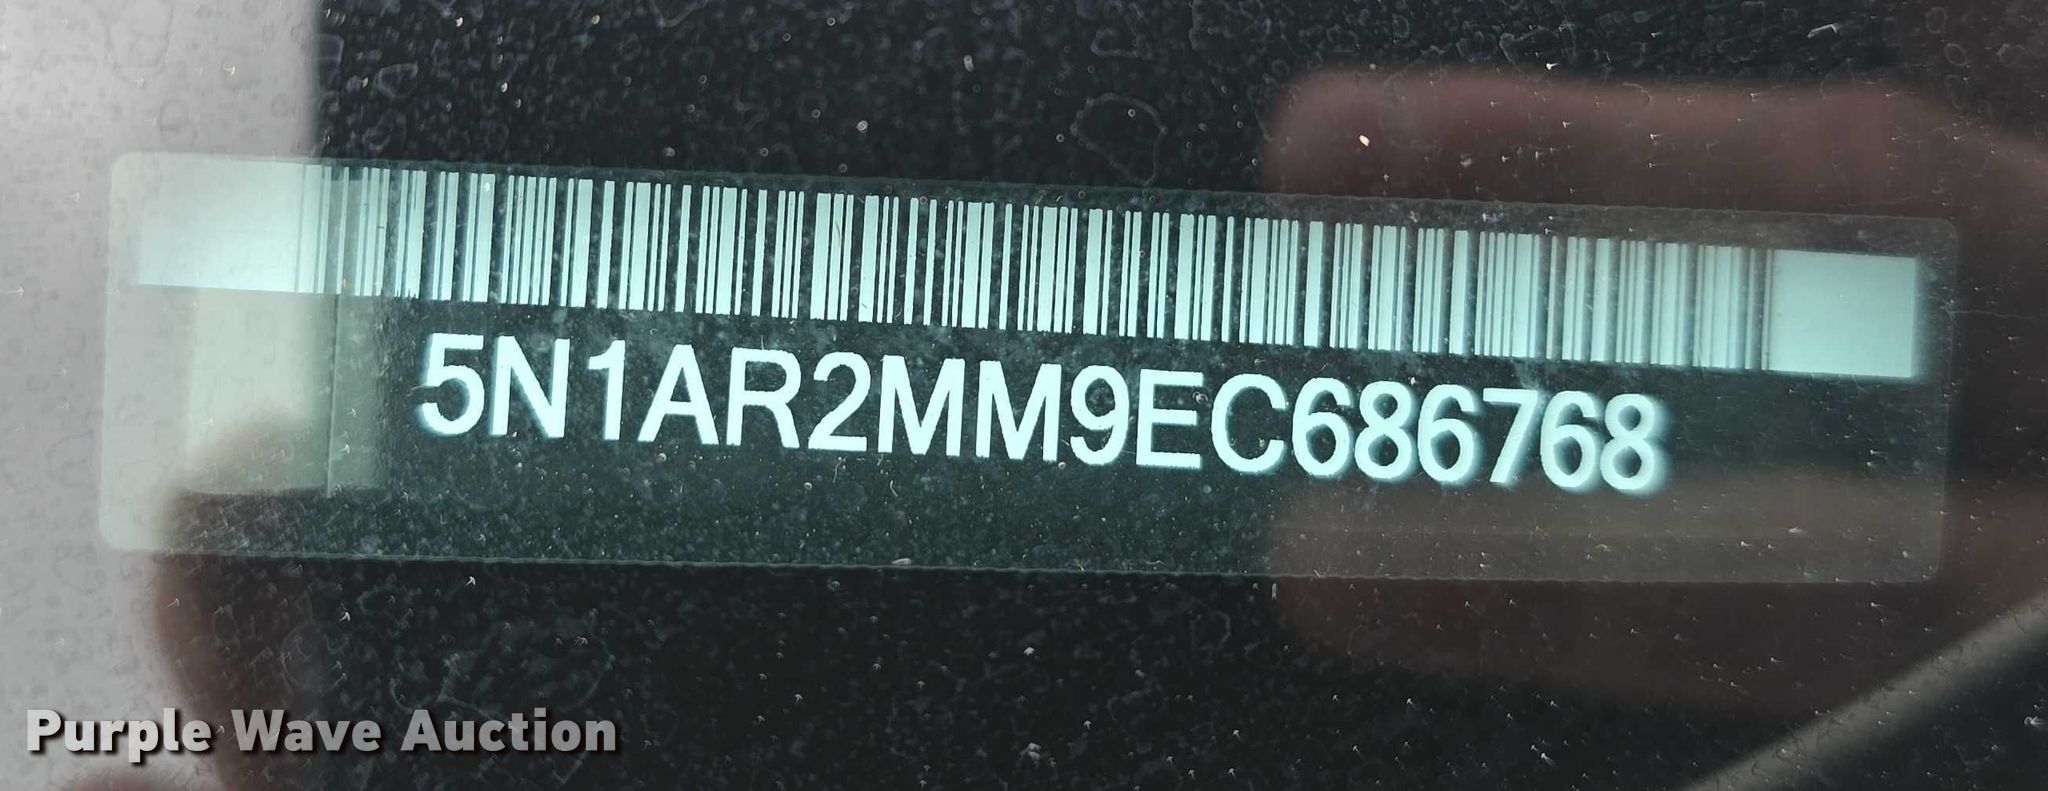 5N1AR2MM9EC686768
Purple Wave Auction